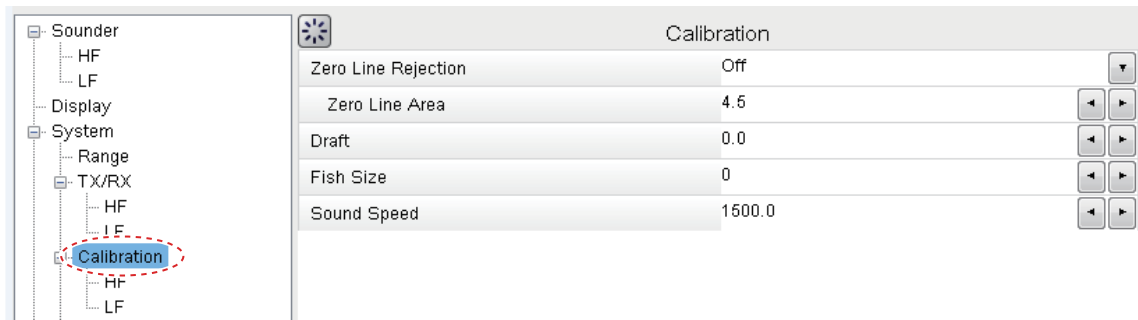 Sounder
HF
LF
Display
System
Range
TX/RX
HF
LF
Calibration
HF
LF
Calibration
Zero Line Rejection Off
Zero Line Area 4.5
Draft 0.0
Fish Size 0
Sound Speed 1500.0